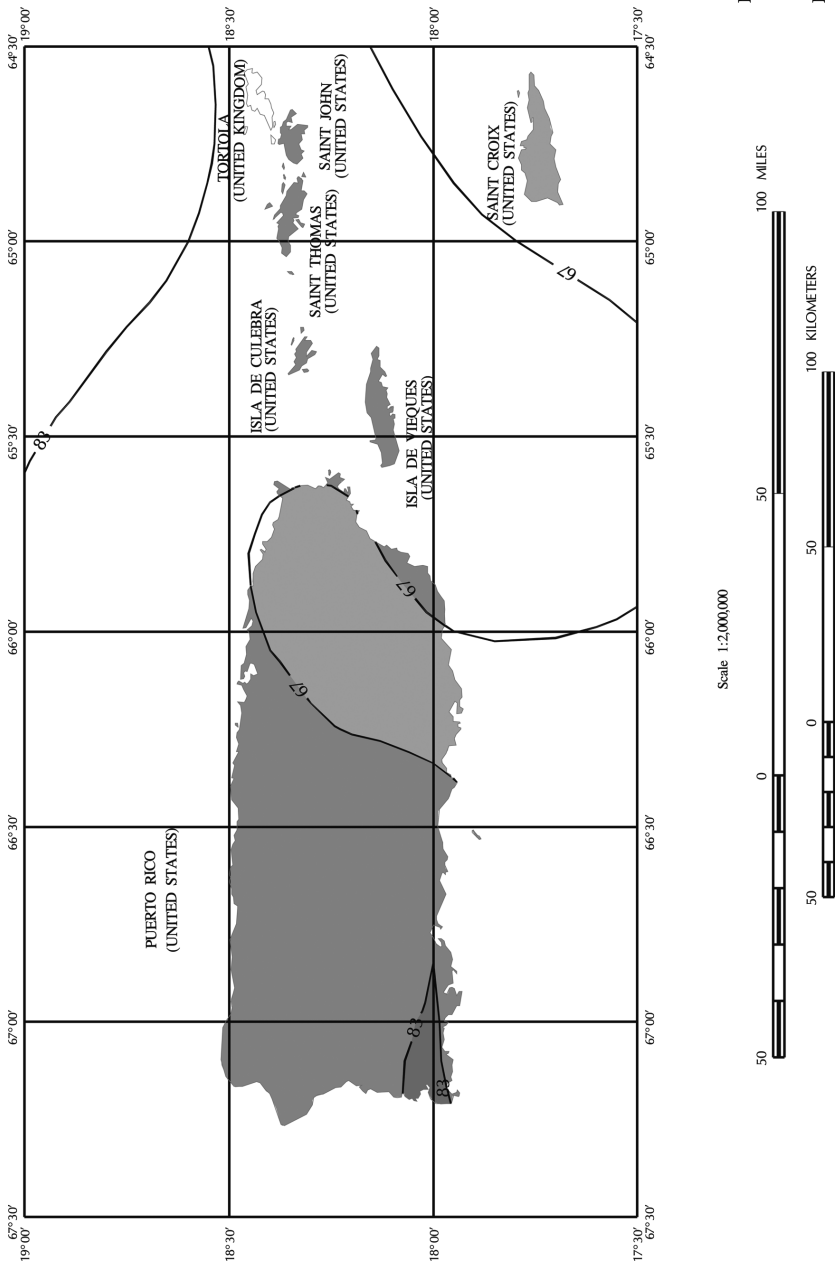 67°30' 67°00' 66°30' 66°00' 65°30' 65°00' 64°30'
19°00' 19°00'
83
PUERTO RICO
(UNITED STATES)
18°30' 18°30'
TORTOLA
(UNITED KINGDOM)
ISLA DE CULEBRA
(UNITED STATES)
67
SAINT THOMAS
(UNITED STATES)
SAINT JOHN
(UNITED STATES)
83
67
ISLA DE VIEQUES
(UNITED STATES)
18°00' 18°00'
83
SAINT CROIX
(UNITED STATES)
67
17°30' 17°30'
67°30' 67°00' 66°30' 66°00' 65°30' 65°00' 64°30'
Scale 1:2,000,000
50 0 50 100 MILES
50 0 50 100 KILOMETERS